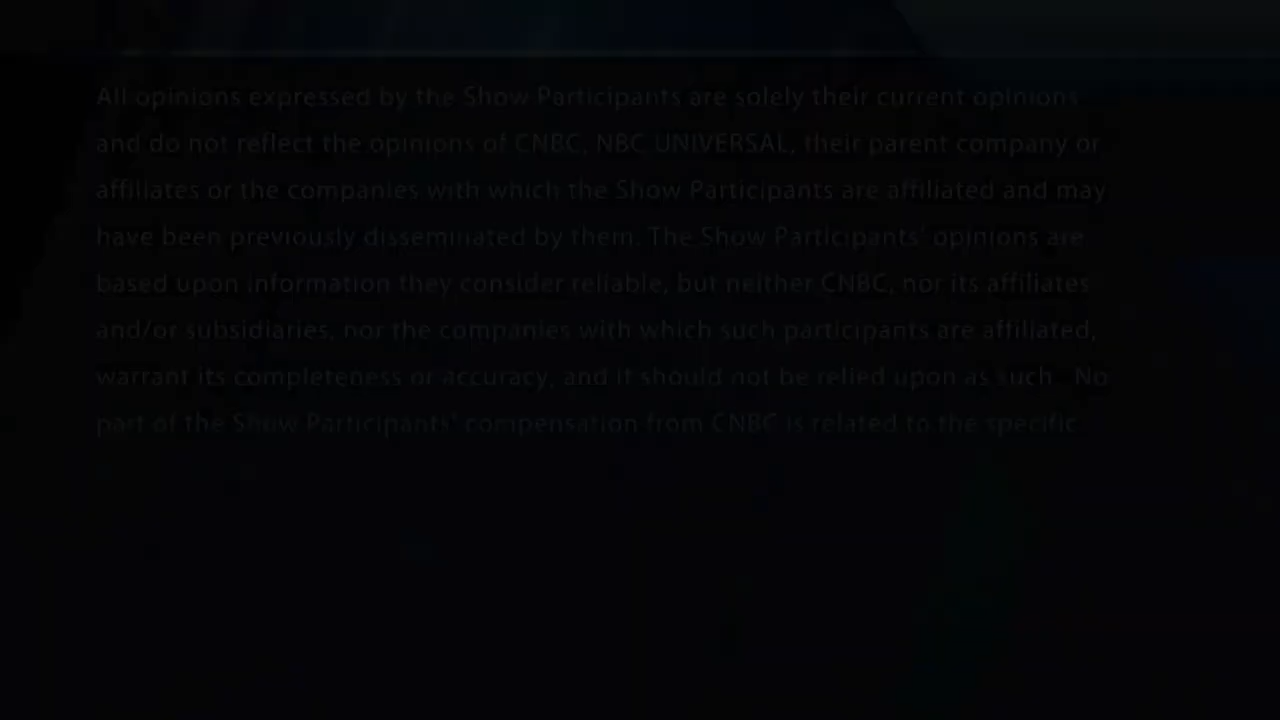 All opinions expressed by the Show Participants are solely their current opinions
and do not reflect the opinions of CNBC, NBC UNIVERSAL, their parent company or
affiliates or the companies with which the Show Participants are affiliated and may
have been previously disseminated by them. The Show Participants' opinions are
based upon information they consider reliable, but neither CNBC, nor its affiliates
and/or subsidiaries, nor the companies with which such participants are affiliated,
warrant its completeness or accuracy, and it should not be relied upon as such. No
part of the Show Participants' compensation from CNBC is related to the specific